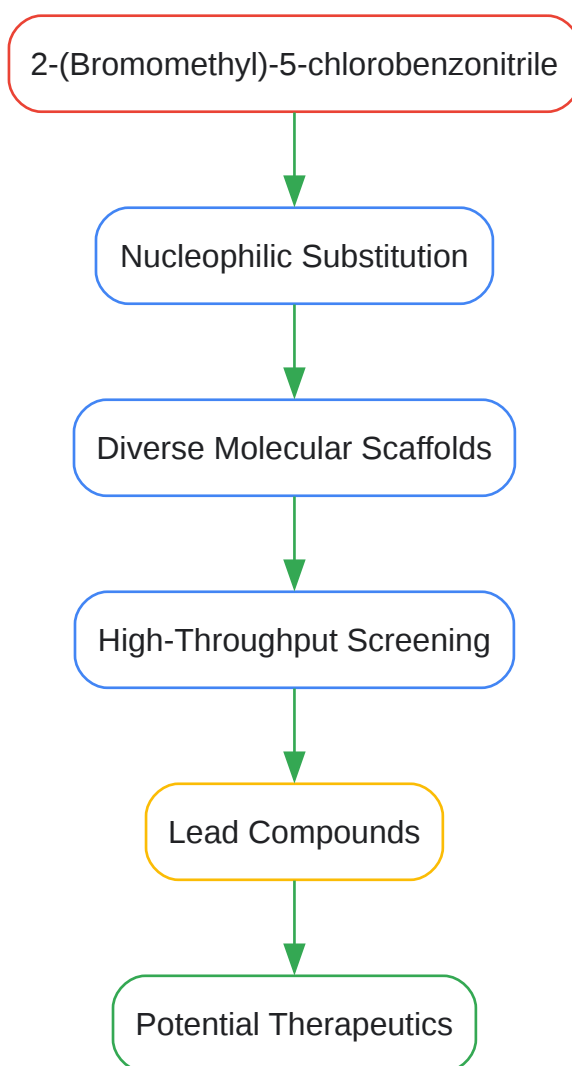 2-(Bromomethyl)-5-chlorobenzonitrile
Nucleophilic Substitution
Diverse Molecular Scaffolds
High-Throughput Screening
Lead Compounds
Potential Therapeutics